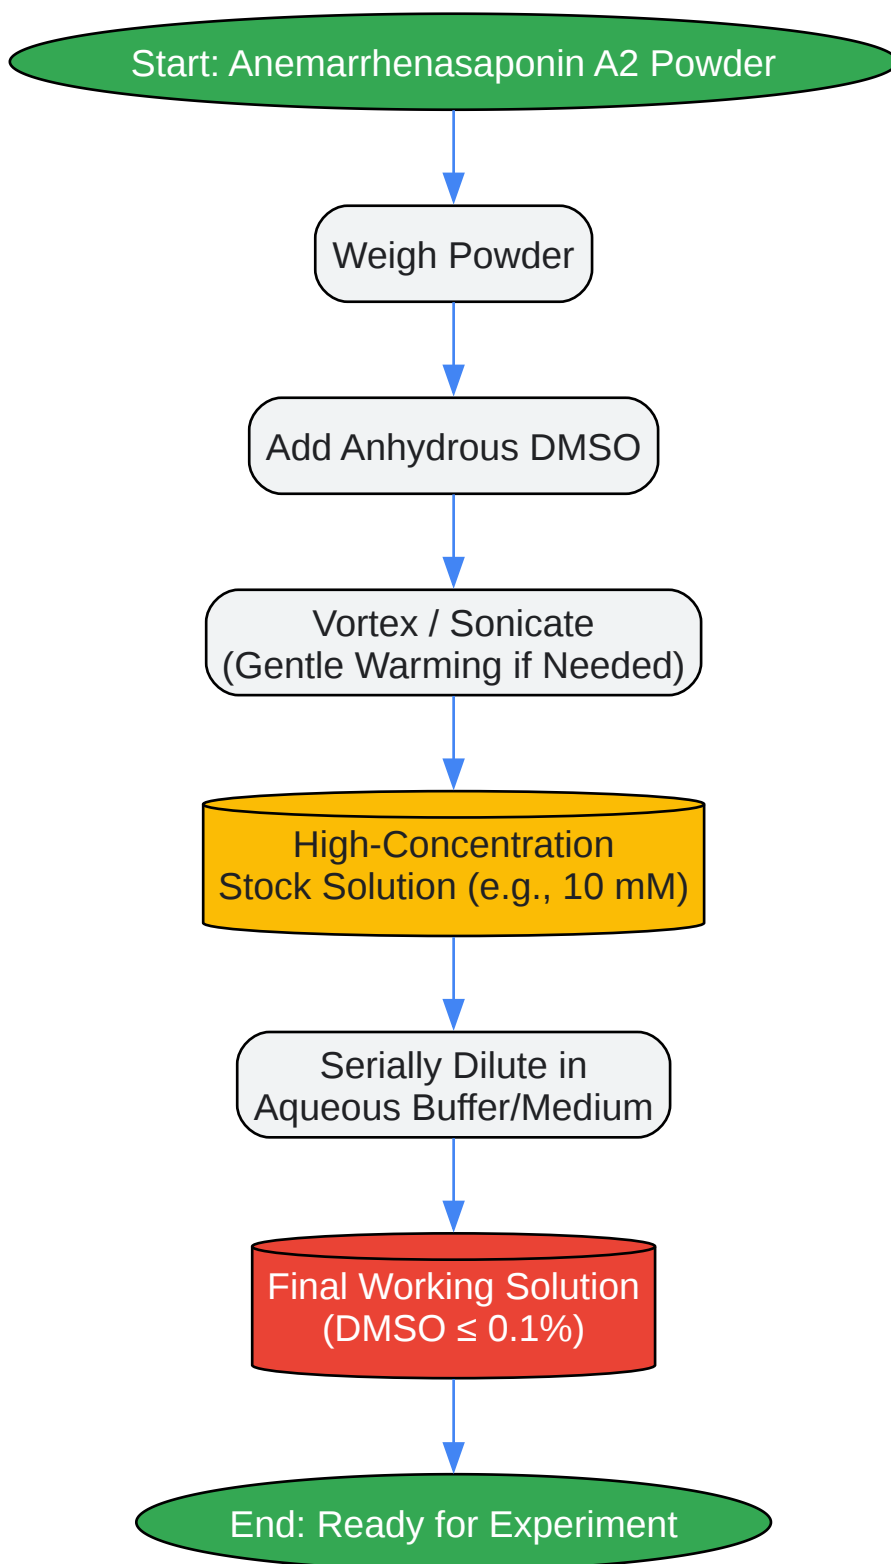 Start: Anemarrhenasaponin A2 Powder
Weigh Powder
Add Anhydrous DMSO
Vortex / Sonicate
(Gentle Warming if Needed)
High-Concentration
Stock Solution (e.g., 10 mM)
Serially Dilute in
Aqueous Buffer/Medium
Final Working Solution
(DMSO ≤ 0.1%)
End: Ready for Experiment